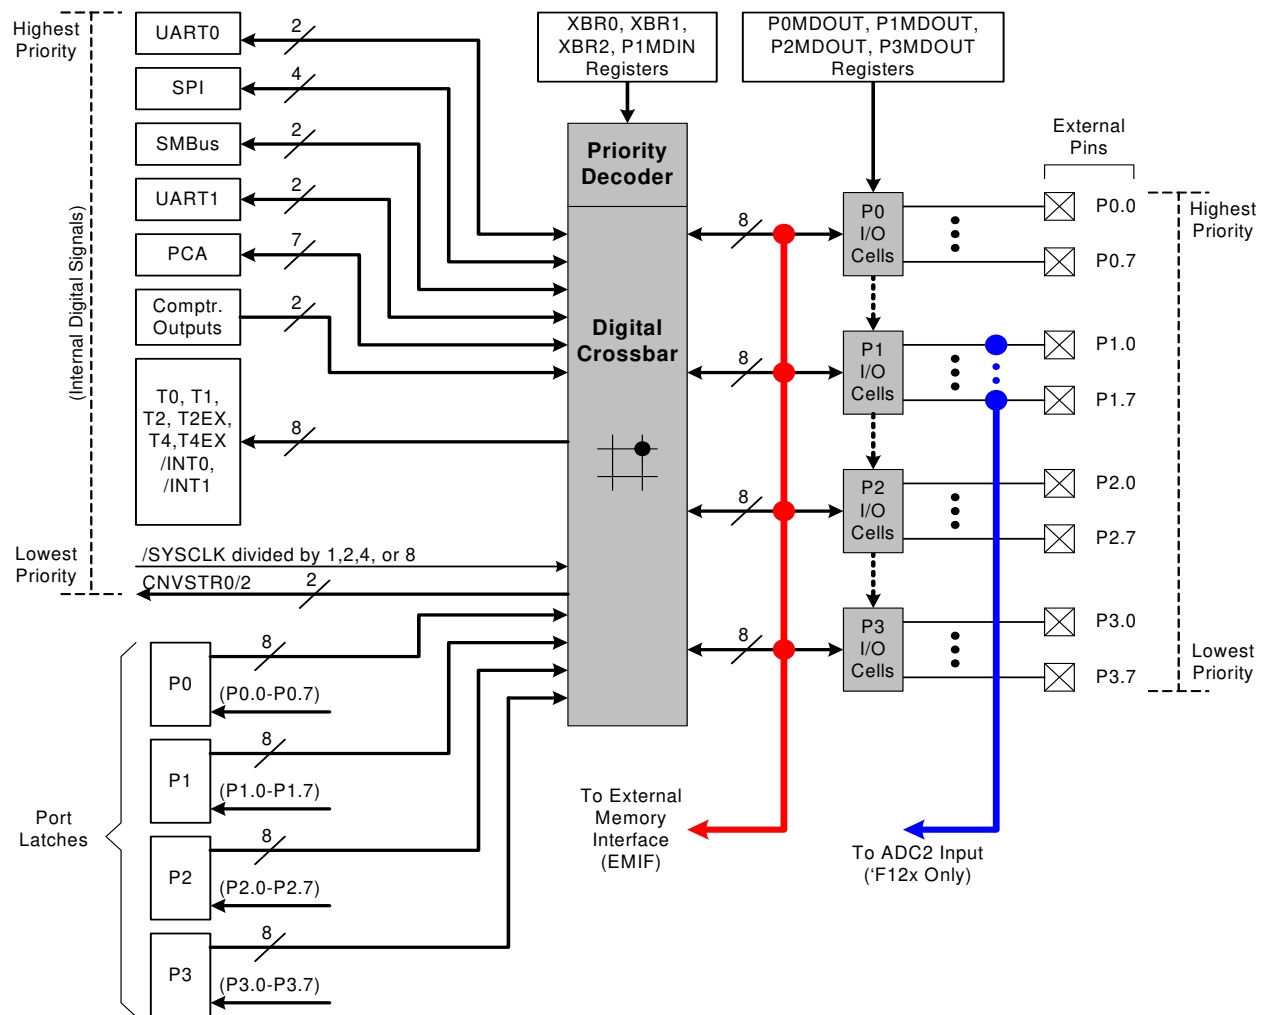 Highest
Priority
UART0
2
SPI
4
SMBus
2
UART1
2
PCA
7
Comptr.
Outputs
2
T0, T1,
T2, T2EX,
T4,T4EX
/INT0,
/INT1
8
(Internal Digital Signals)
Lowest
Priority
/SYSCLK divided by 1,2,4, or 8
CNVSTR0/2
2
Port
Latches
P0
8
(P0.0-P0.7)
P1
8
(P1.0-P1.7)
P2
8
(P2.0-P2.7)
P3
8
(P3.0-P3.7)
XBR0, XBR1,
XBR2, P1MDIN
Registers
Priority
Decoder
Digital
Crossbar
P0MDOUT, P1MDOUT,
P2MDOUT, P3MDOUT
Registers
8
8
8
8
P0
I/O
Cells
P1
I/O
Cells
P2
I/O
Cells
P3
I/O
Cells
External
Pins
P0.0
P0.7
P1.0
P1.7
P2.0
P2.7
P3.0
P3.7
Highest
Priority
Lowest
Priority
To External
Memory
Interface
(EMIF)
To ADC2 Input
('F12x Only)